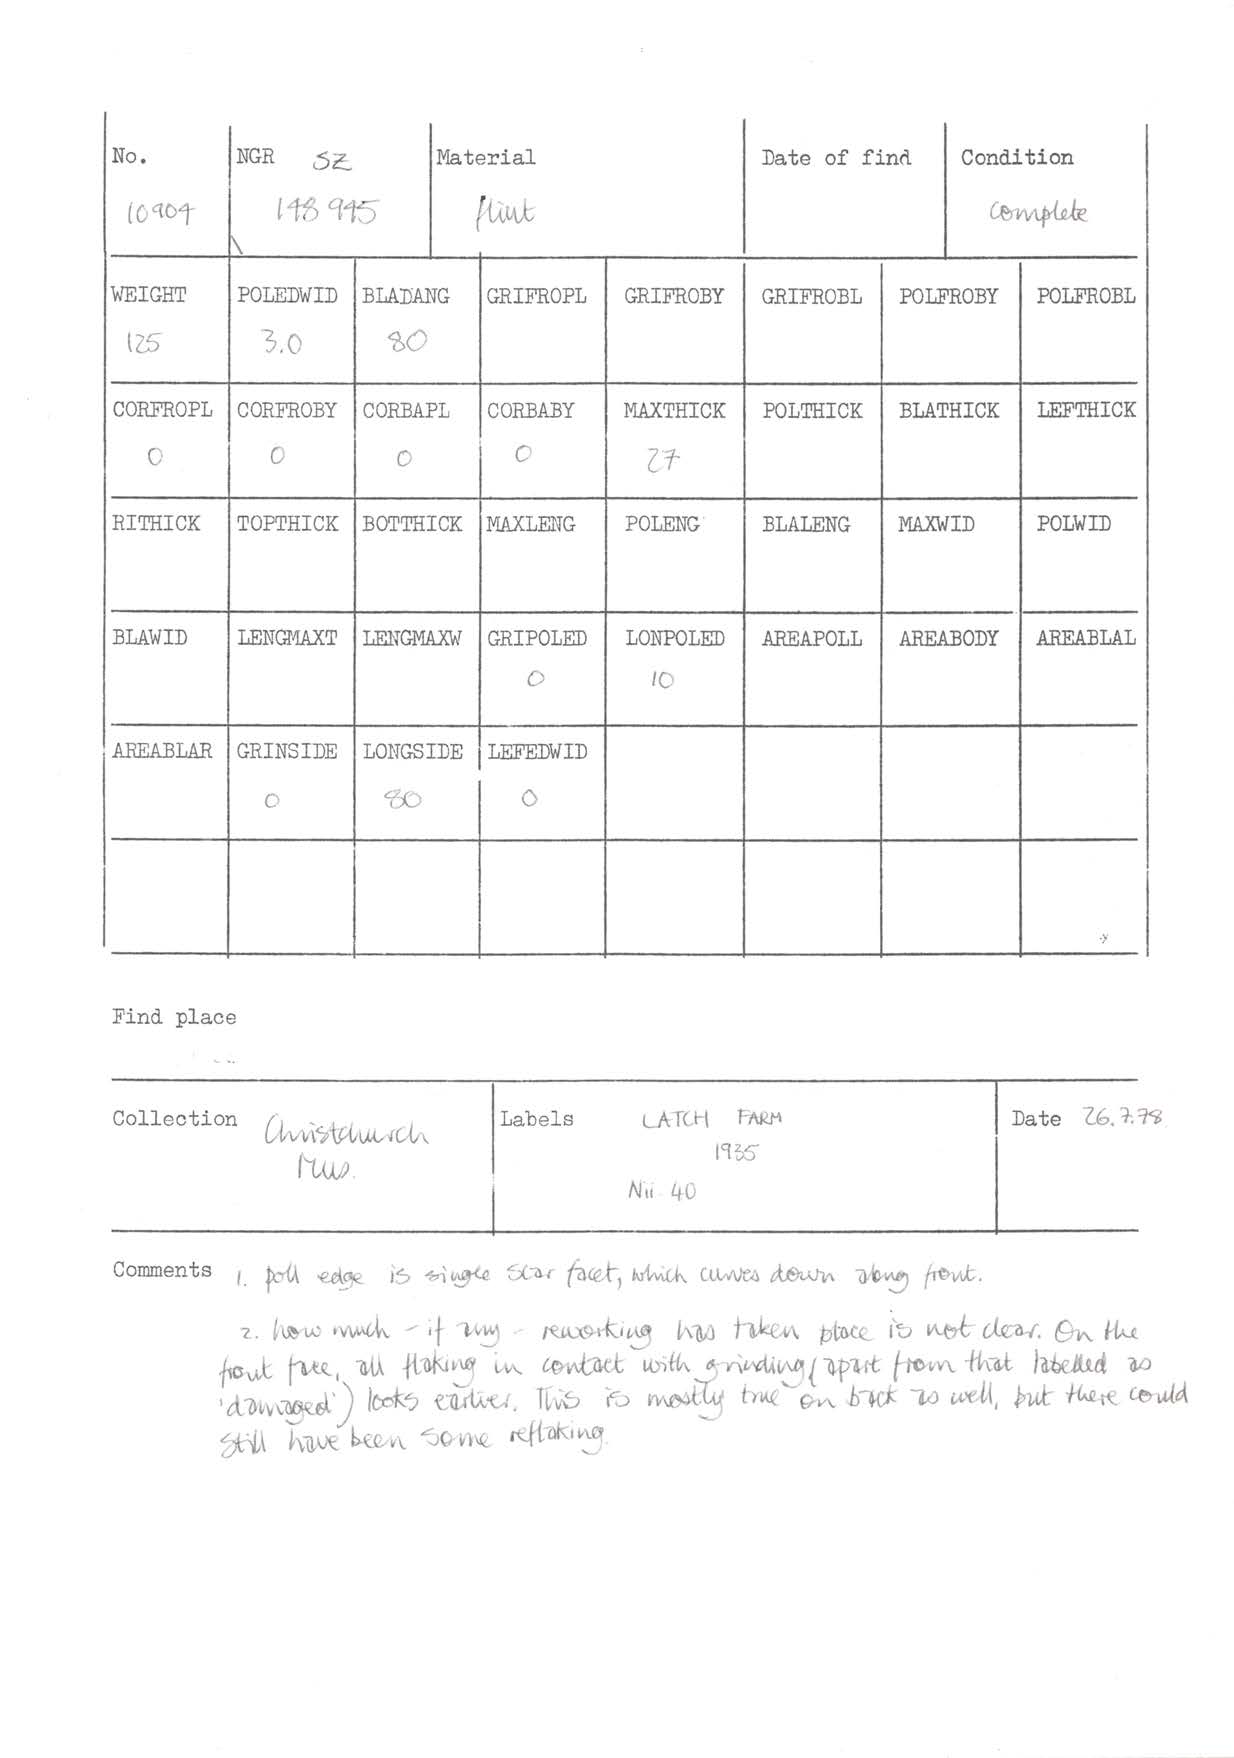 No. NGR SZ Material Date of find Condition
10904 148 945 flint complete
WEIGHT POLEDWID BLADANG GRIFROPL GRIFROBY GRIFROBL POLFROBY POLFROBL
125 3.0 80
CORFROPL CORFROBY CORBAPL CORBABY MAXTHICK POLTHICK BLATHICK LEFTHICK
0 0 0 0 27
RITHICK TOPTHICK BOTTHICK MAXLENG POLENG BLALENG MAXWID POLWID
BLAWID LENGMAXT LENGMAXW GRIPOLED LONPOLED AREAPOLL AREABODY AREABLAL
0 10
AREABLAR GRINSIDE LONGSIDE LEFEDWID
0 80 0
Find place
Collection Christchurch Labels LATCH FARM Date 26.7.78
Mus. 1935
Nii 40
Comments 1. poll edge is single scar facet, which curves down along front.
2. how much - if any - reworking has taken place is not clear. On the
front face, all flaking in contact with grinding (apart from that labelled as
'damaged') looks earlier. This is mostly true on back as well, but there could
still have been some reflaking.